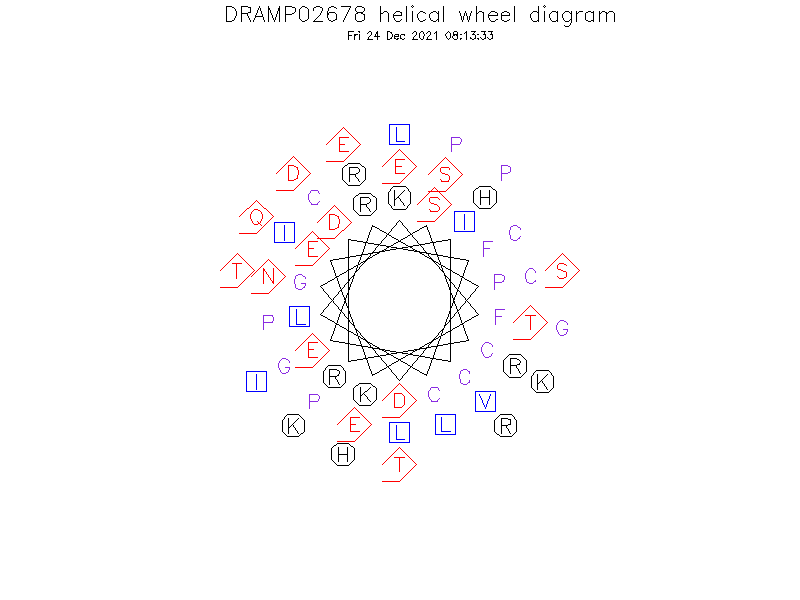 DRAMP02678 helical wheel diagram
Fri 24 Dec 2021 08:13:33
L
E P
D R E S P
C R K S H
Q D I
I C
E F
T N G P C S
P L F T G
E C
G R
I R C K
P K D C V
K E L L R
H
T